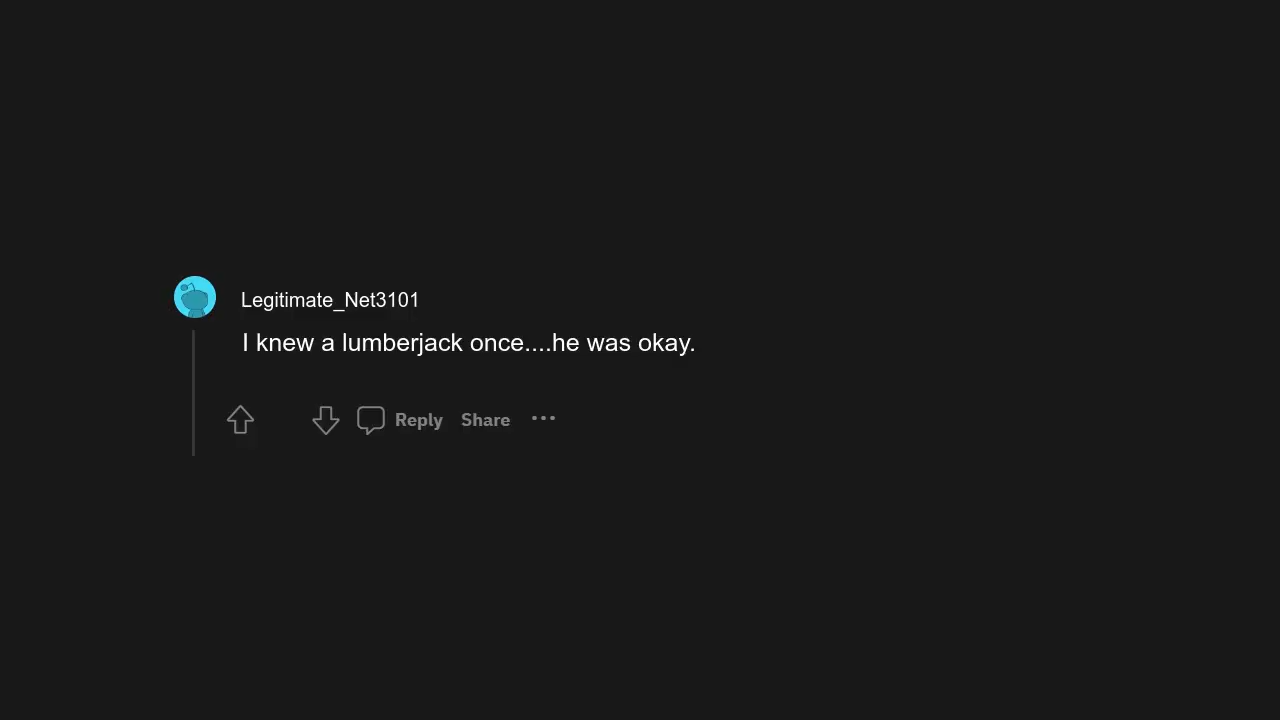 Legitimate_Net3101
I knew a lumberjack once....he was okay.
Reply Share